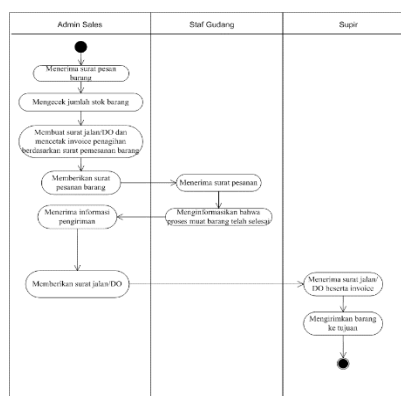 Admin Sales
Staf Gudang
Supir
Menerima surat pesan
barang
Mengecek jumlah stok barang
Membuat surat jalan/DO dan
mencetak invoice penagihan
berdasarkan surat pemesanan barang
Memberikan surat
pesanan barang
Menerima surat pesanan
Menerima informasi
pengiriman
Menginformasikan bahwa
proses muat barang telah selesai
Memberikan surat jalan/DO
Menerima surat jalan/
DO beserta invoice
Mengirimkan barang
ke tujuan